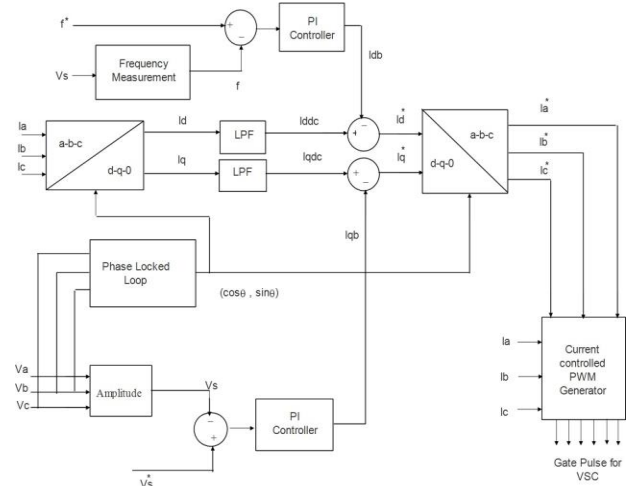 f*
+
−
PI
Controller
Vs
Frequency
Measurement
f
Idb
Ia
Ib
Ic
a-b-c
d-q-0
Id
LPF
Iddc
+
−
Id*
Iq
LPF
Iqdc
+
−
Iq*
a-b-c
d-q-0
Ia*
Ib*
Ic*
Iqb
Phase Locked
Loop
(cosθ , sinθ)
Va
Vb
Vc
Amplitude
Vs
−
+
PI
Controller
Vs*
Ia
Ib
Ic
Current
controlled
PWM
Generator
Gate Pulse for
VSC